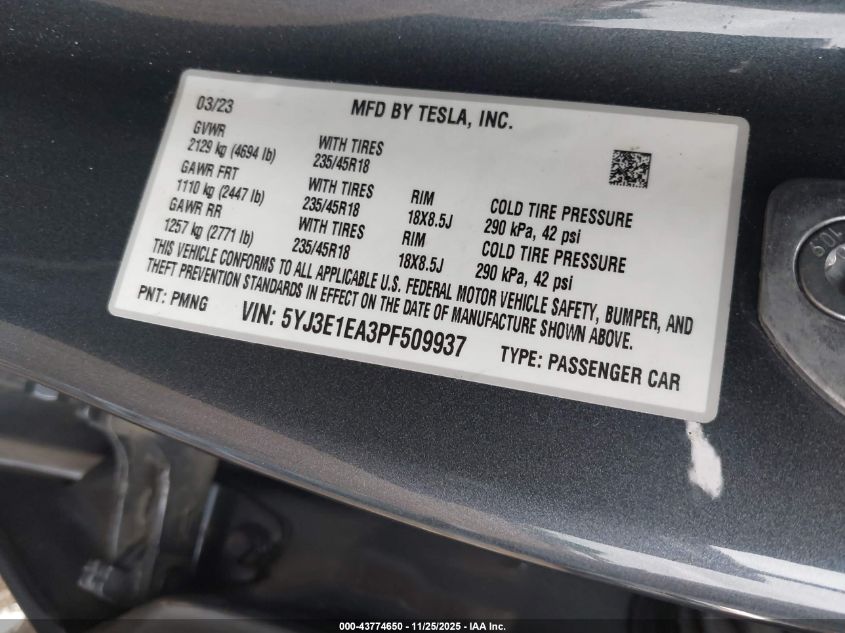 03/23 MFD BY TESLA, INC.
GVWR
2129 kg (4694 lb) WITH TIRES 235/45R18
GAWR FRT
1110 kg (2447 lb) WITH TIRES 235/45R18 RIM 18X8.5J COLD TIRE PRESSURE 290 kPa, 42 psi
GAWR RR
1257 kg (2771 lb) WITH TIRES 235/45R18 RIM 18X8.5J COLD TIRE PRESSURE 290 kPa, 42 psi
THIS VEHICLE CONFORMS TO ALL APPLICABLE U.S. FEDERAL MOTOR VEHICLE SAFETY, BUMPER, AND
THEFT PREVENTION STANDARDS IN EFFECT ON THE DATE OF MANUFACTURE SHOWN ABOVE.
PNT: PMNG VIN: 5YJ3E1EA3PF509937 TYPE: PASSENGER CAR
000-43774650 - 11/25/2025 - IAA Inc.